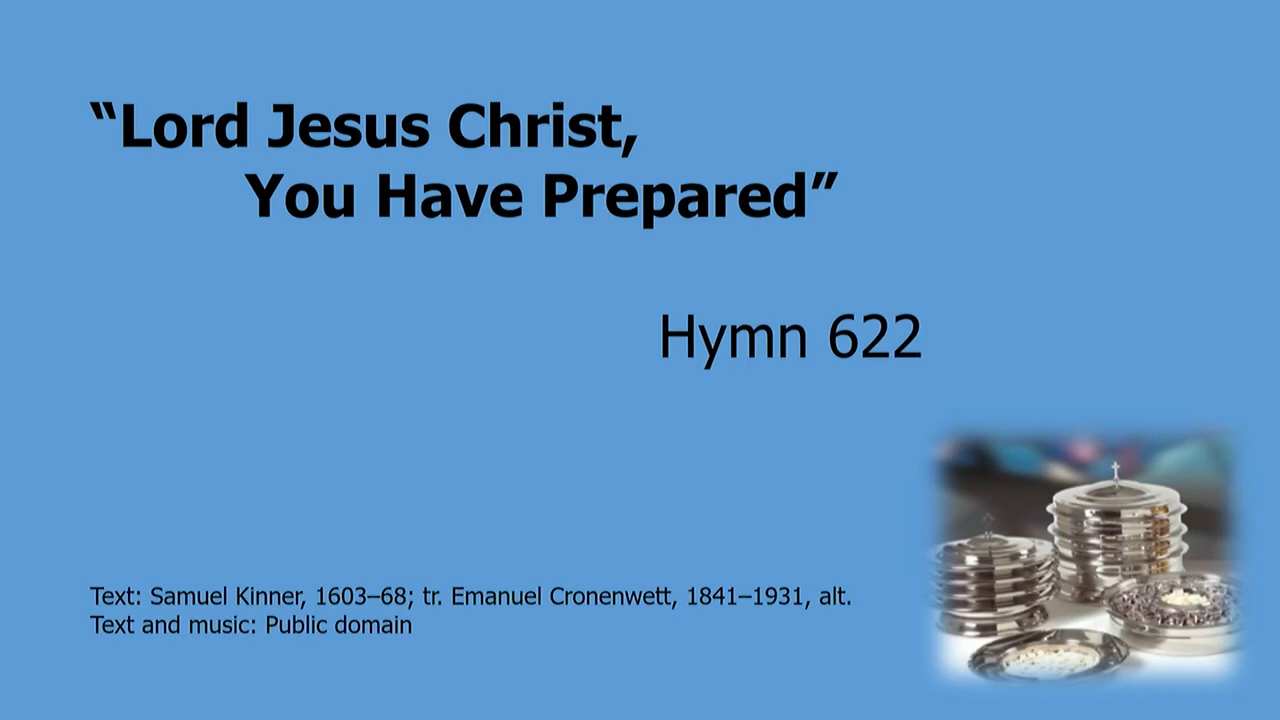 “Lord Jesus Christ,
You Have Prepared”
Hymn 622
Text: Samuel Kinner, 1603–68; tr. Emanuel Cronenwett, 1841–1931, alt.
Text and music: Public domain